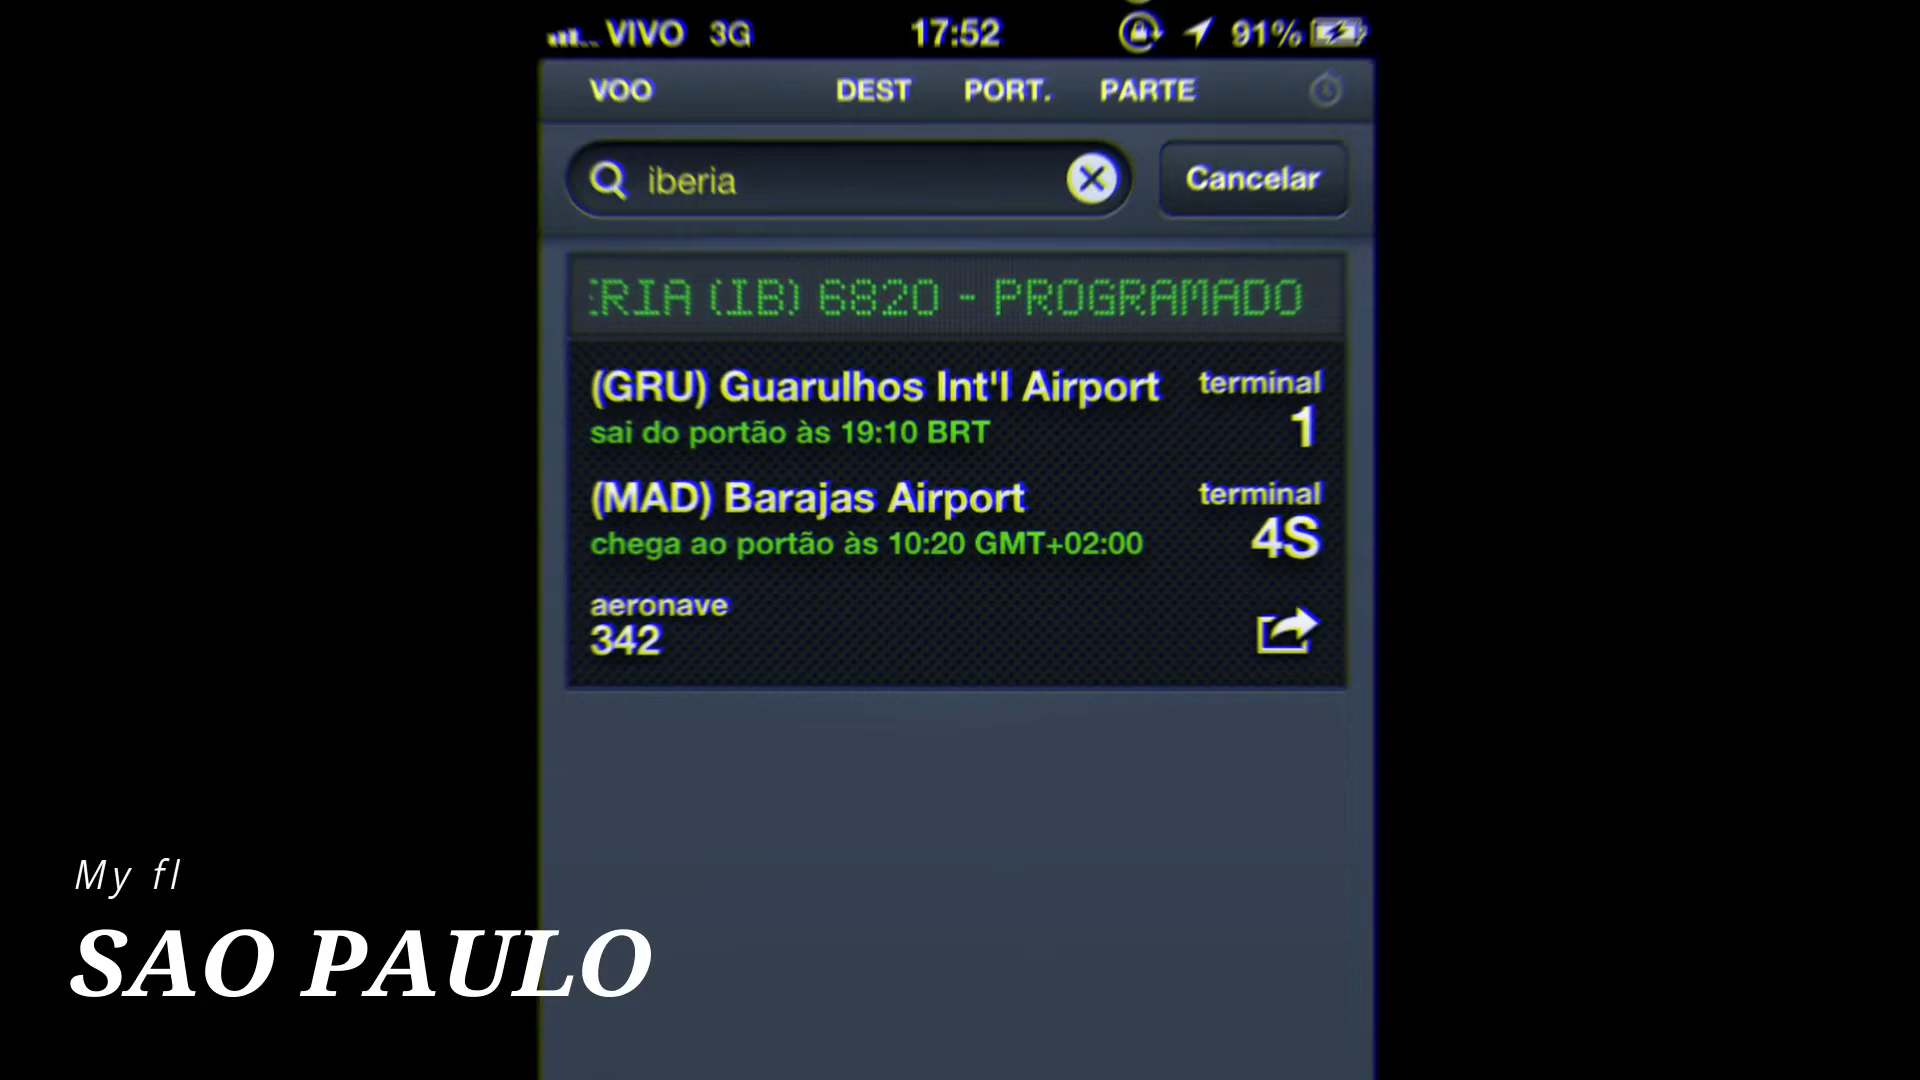 VIVO 3G 17:52 91%
VOO DEST PORT. PARTE
iberia Cancelar
ERIA (IB) 6820 - PROGRAMADO
(GRU) Guarulhos Int'l Airport terminal
sai do portão às 19:10 BRT 1
(MAD) Barajas Airport terminal
chega ao portão às 10:20 GMT+02:00 4S
aeronave
342
My fl
SAO PAULO